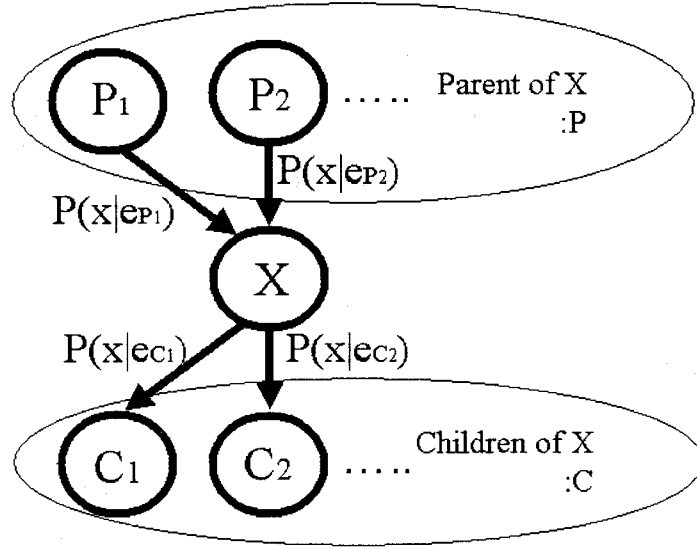 P1
P2
..... Parent of X
:P
P(x|eP1)
P(x|eP2)
X
P(x|eC1)
P(x|eC2)
C1
C2
..... Children of X
:C